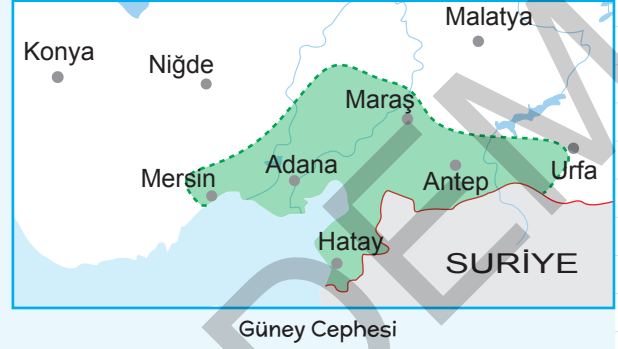 Malatya
Konya
Niğde
Maraş
Mersin
Adana
Antep
Urfa
Hatay
SURİYE
Güney Cephesi